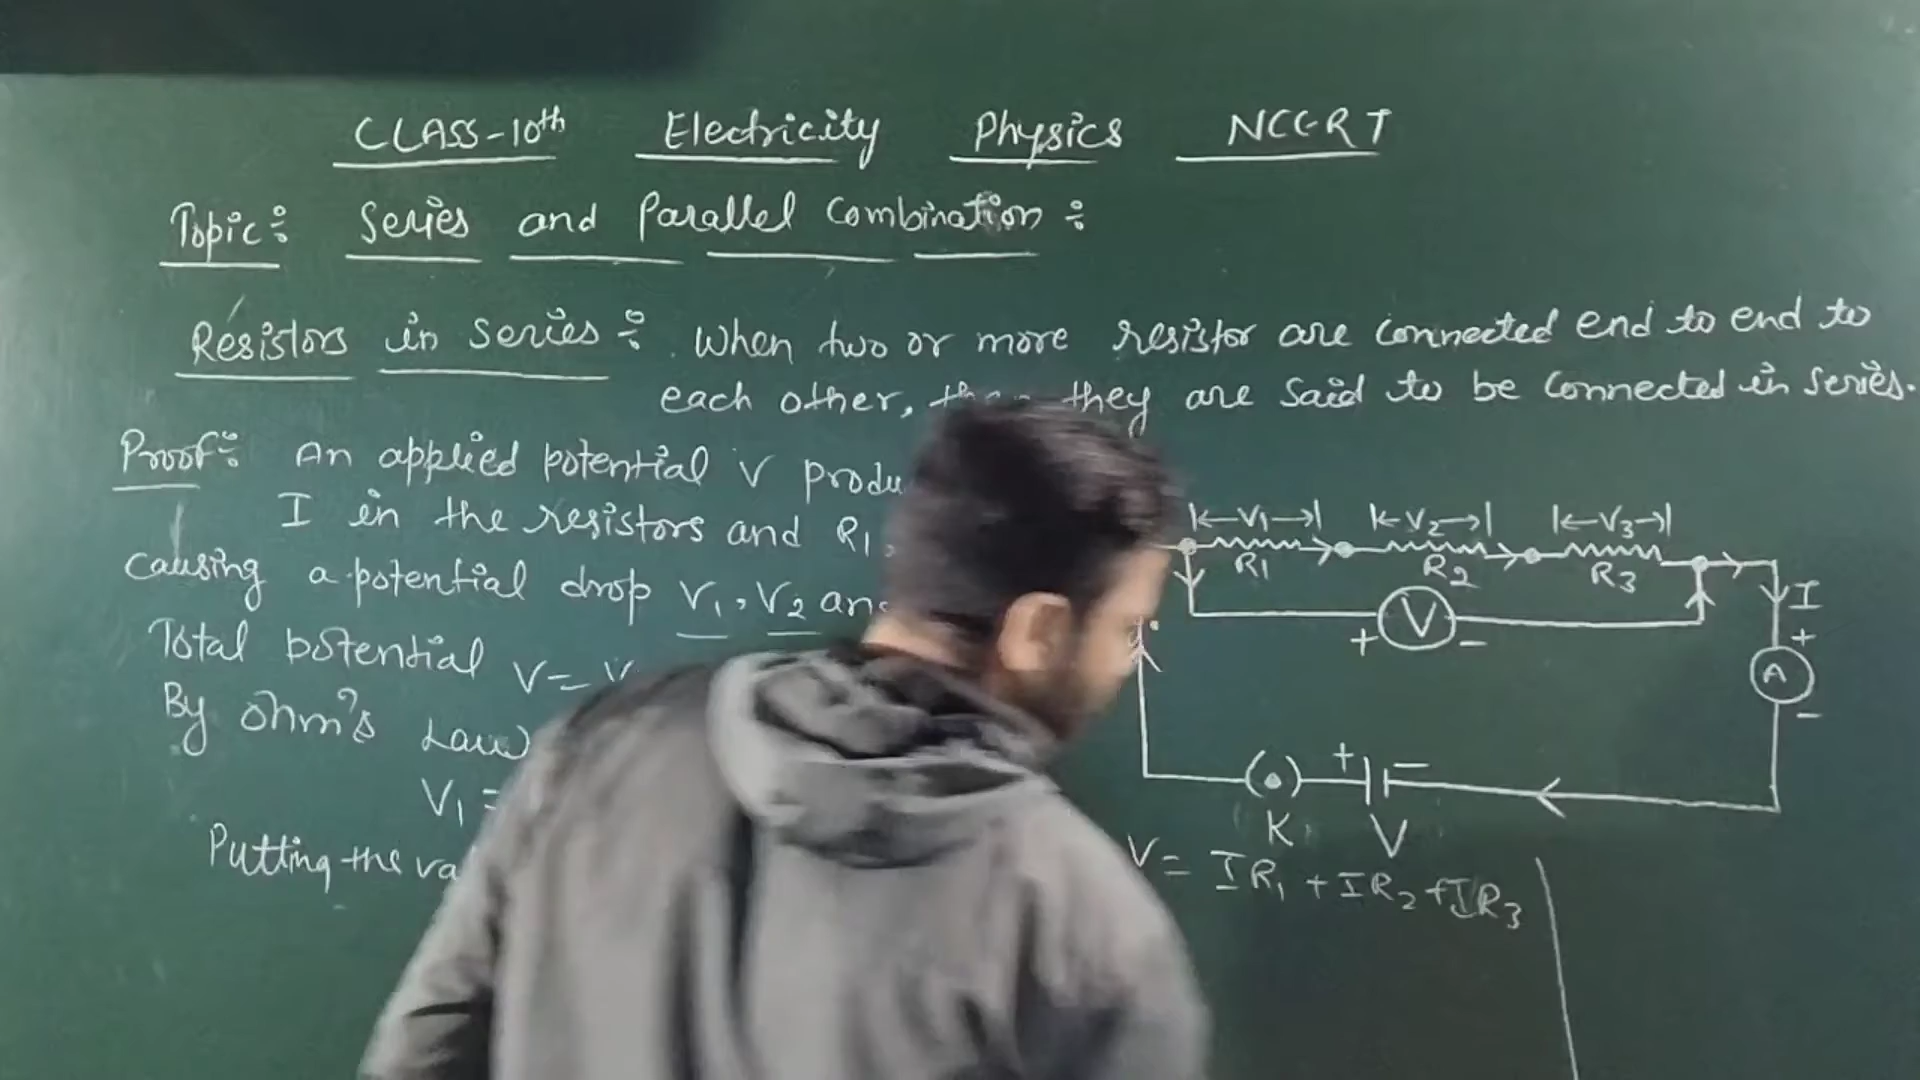 CLASS-10th Electricity Physics NCERT
Topic: Series and Parallel Combination:
Resistors in Series: When two or more resistor are connected end to end to
each other, they are said to be connected in series.
Proof: An applied potential V produ
I in the resistors and R1,
causing a potential drop V1, V2 an
Total potential V = V
By Ohm's Law
V1 =
Putting the va
V1 V2 V3
R1 R2 R3
I
+ V -
+
A
-
+ -
K V
V = IR1 + IR2 + IR3